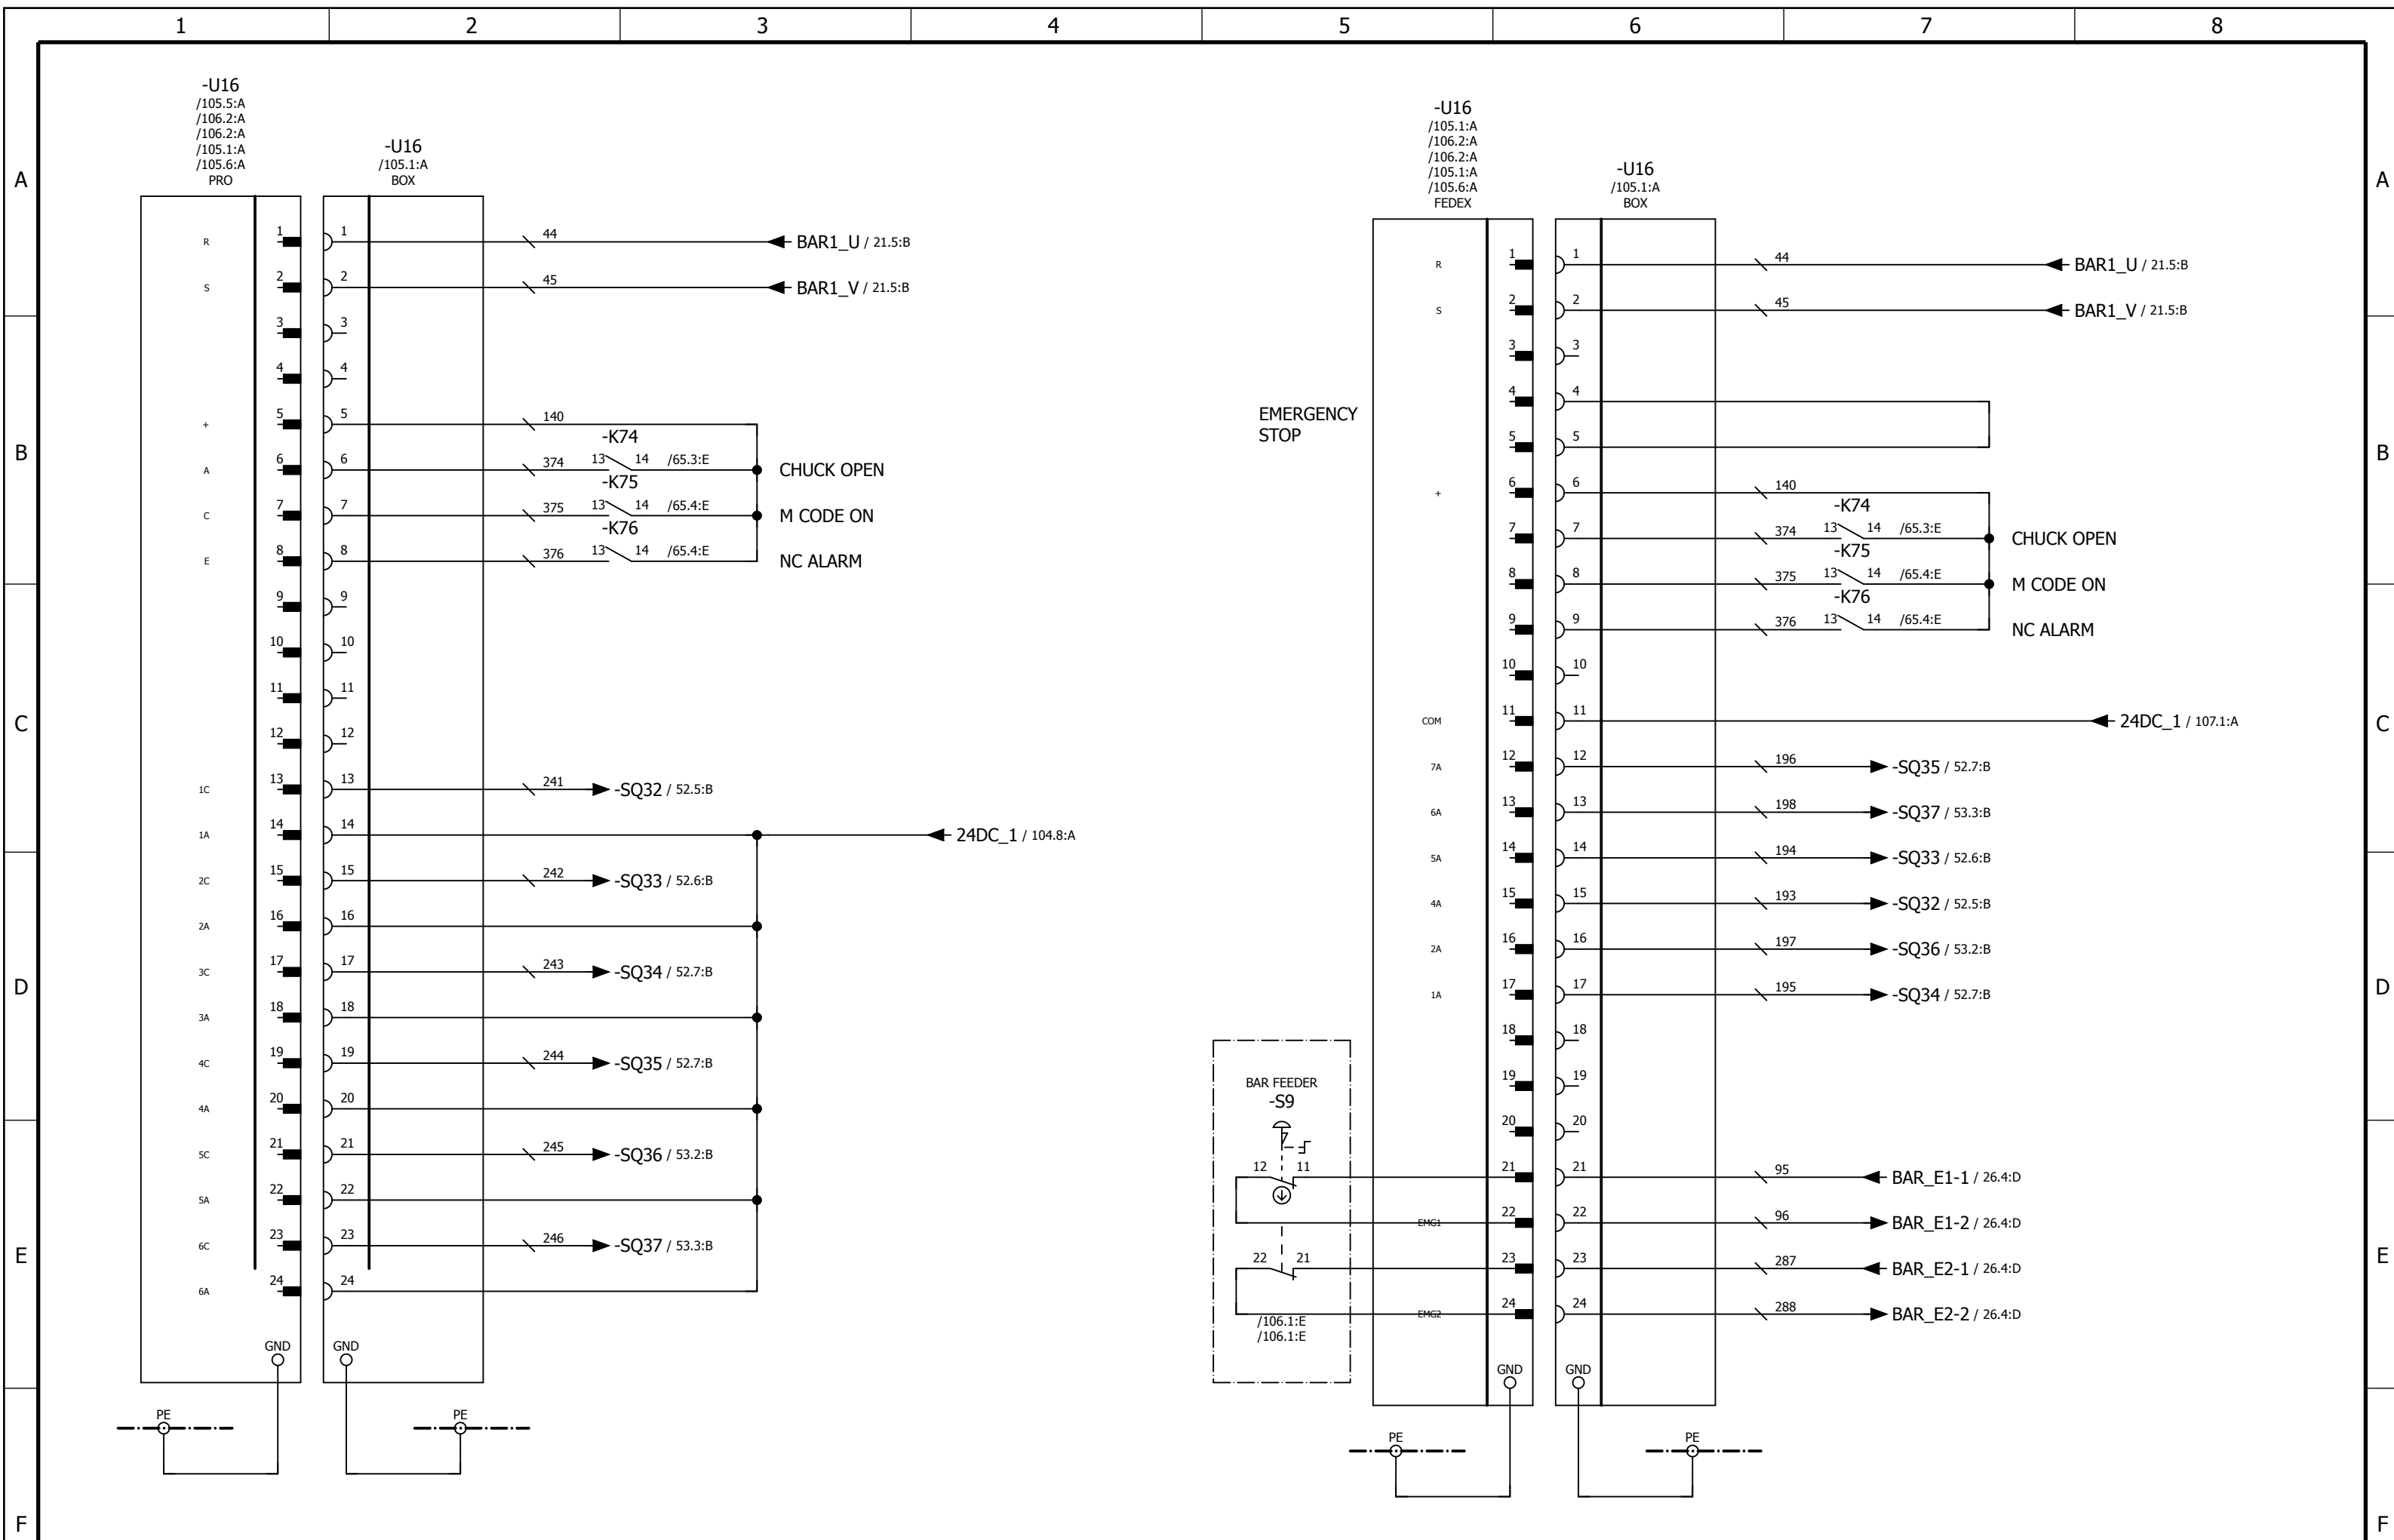 1 2 3 4 5 6 7 8
A A
B B
C C
D D
E E
F F
-U16
/105.5:A
/106.2:A
/106.2:A
/105.1:A
/105.6:A
PRO
-U16
/105.1:A
BOX
R 1 1 44 BAR1_U / 21.5:B
S 2 2 45 BAR1_V / 21.5:B
3 3
4 4
+ 5 5 140
-K74
A 6 6 374 13 14 /65.3:E CHUCK OPEN
-K75
C 7 7 375 13 14 /65.4:E M CODE ON
-K76
E 8 8 376 13 14 /65.4:E NC ALARM
9 9
10 10
11 11
12 12
1C 13 13 241 -SQ32 / 52.5:B
1A 14 14 24DC_1 / 104.8:A
2C 15 15 242 -SQ33 / 52.6:B
2A 16 16
3C 17 17 243 -SQ34 / 52.7:B
3A 18 18
4C 19 19 244 -SQ35 / 52.7:B
4A 20 20
5C 21 21 245 -SQ36 / 53.2:B
5A 22 22
6C 23 23 246 -SQ37 / 53.3:B
6A 24 24
GND GND
PE PE
-U16
/105.1:A
/106.2:A
/106.2:A
/105.1:A
/105.6:A
FEDEX
-U16
/105.1:A
BOX
R 1 1 44 BAR1_U / 21.5:B
S 2 2 45 BAR1_V / 21.5:B
3 3
EMERGENCY
STOP
4 4
5 5
+ 6 6 140
-K74
7 7 374 13 14 /65.3:E CHUCK OPEN
-K75
8 8 375 13 14 /65.4:E M CODE ON
-K76
9 9 376 13 14 /65.4:E NC ALARM
10 10
COM 11 11 24DC_1 / 107.1:A
7A 12 12 196 -SQ35 / 52.7:B
6A 13 13 198 -SQ37 / 53.3:B
5A 14 14 194 -SQ33 / 52.6:B
4A 15 15 193 -SQ32 / 52.5:B
2A 16 16 197 -SQ36 / 53.2:B
1A 17 17 195 -SQ34 / 52.7:B
18 18
19 19
20 20
BAR FEEDER
-S9
12 11 21 21 95 BAR_E1-1 / 26.4:D
EMG1 22 22 96 BAR_E1-2 / 26.4:D
22 21 23 23 287 BAR_E2-1 / 26.4:D
EMG2 24 24 288 BAR_E2-2 / 26.4:D
/106.1:E
/106.1:E
GND GND
PE PE